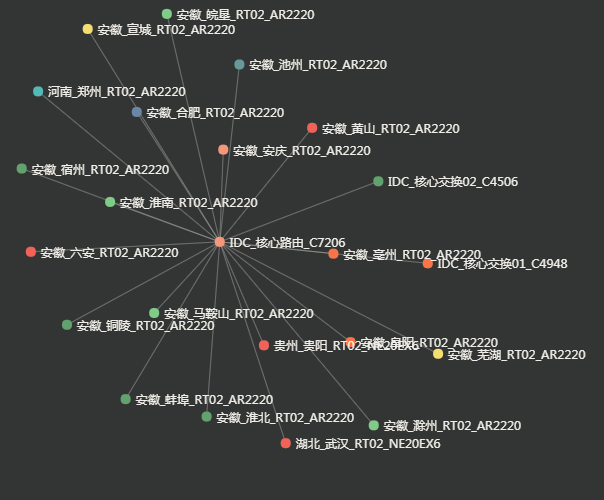 安徽_皖垦_RT02_AR2220
安徽_宣城_RT02_AR2220
安徽_池州_RT02_AR2220
河南_郑州_RT02_AR2220
安徽_合肥_RT02_AR2220
安徽_黄山_RT02_AR2220
安徽_安庆_RT02_AR2220
安徽_宿州_RT02_AR2220
IDC_核心交换02_C4506
安徽_淮南_RT02_AR2220
IDC_核心路由_C7206
安徽_六安_RT02_AR2220
安徽_亳州_RT02_AR2220
IDC_核心交换01_C4948
安徽_马鞍山_RT02_AR2220
安徽_铜陵_RT02_AR2220
贵州_贵阳_RT02_NE20EX6
安徽_阜阳_RT02_AR2220
安徽_芜湖_RT02_AR2220
安徽_蚌埠_RT02_AR2220
安徽_淮北_RT02_AR2220
安徽_滁州_RT02_AR2220
湖北_武汉_RT02_NE20EX6